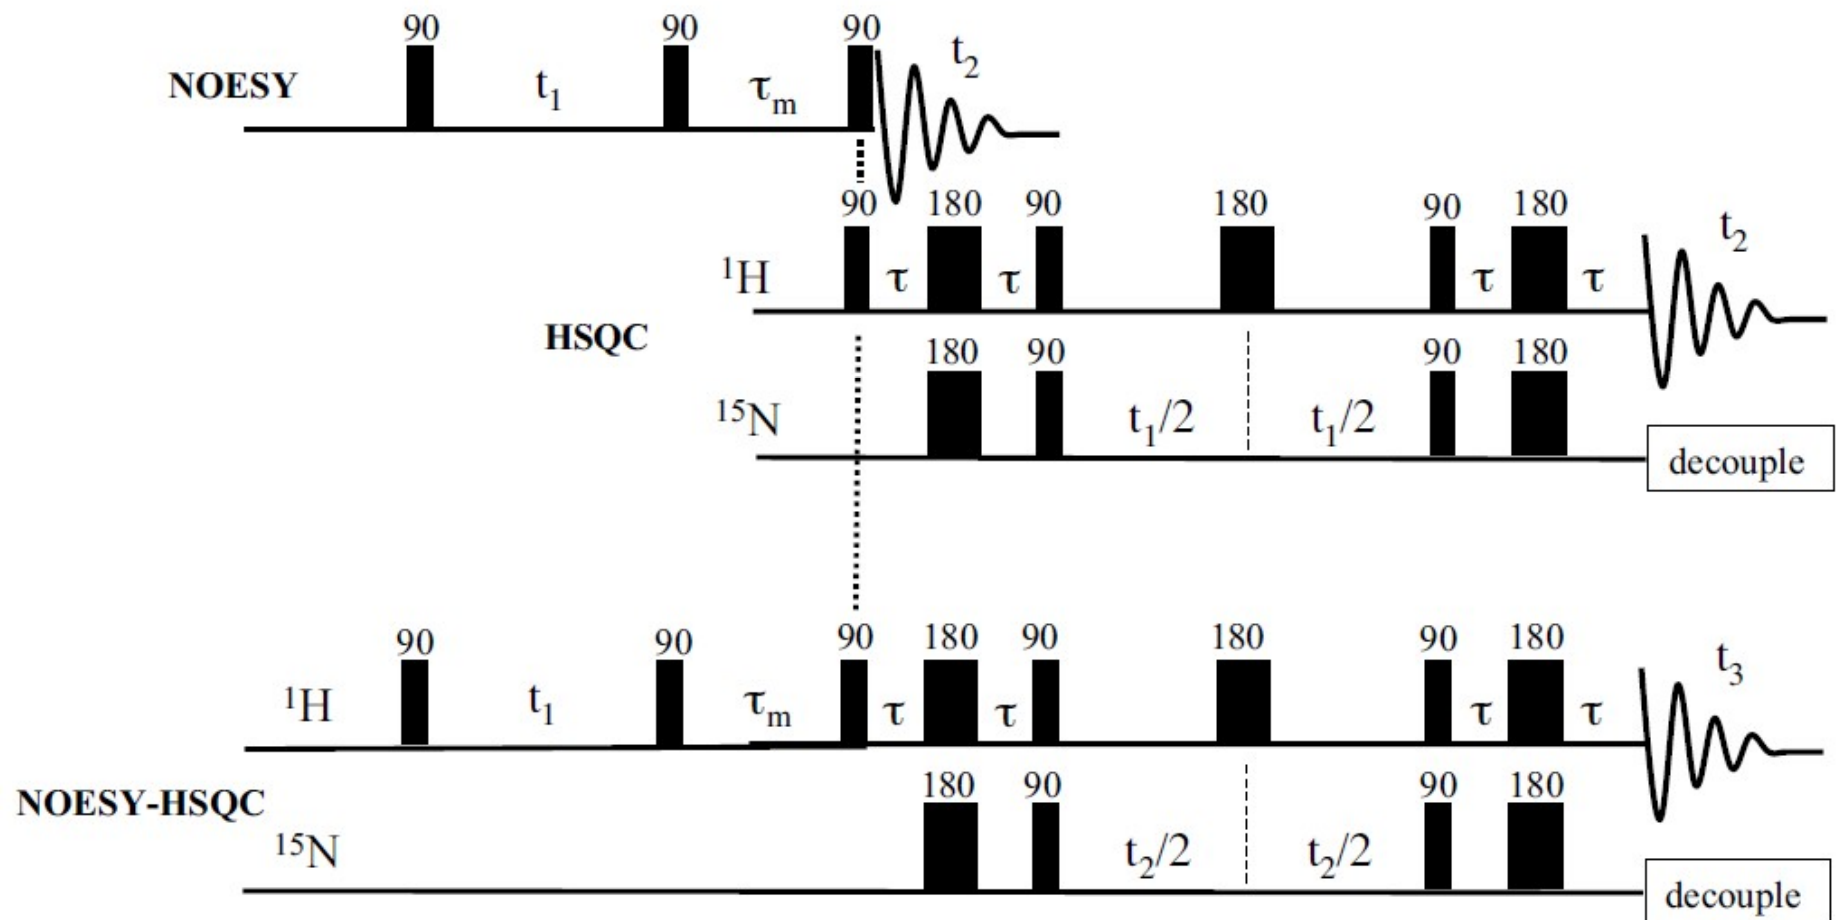 90 90 90
NOESY t₁ τₘ t₂
90 180 90 180 90 180
¹H τ τ τ τ t₂
HSQC
180 90 90 180
¹⁵N t₁/2 t₁/2 decouple
90 90 90 180 90 180 90 180
¹H t₁ τₘ τ τ τ τ t₃
NOESY-HSQC
180 90 90 180
¹⁵N t₂/2 t₂/2 decouple